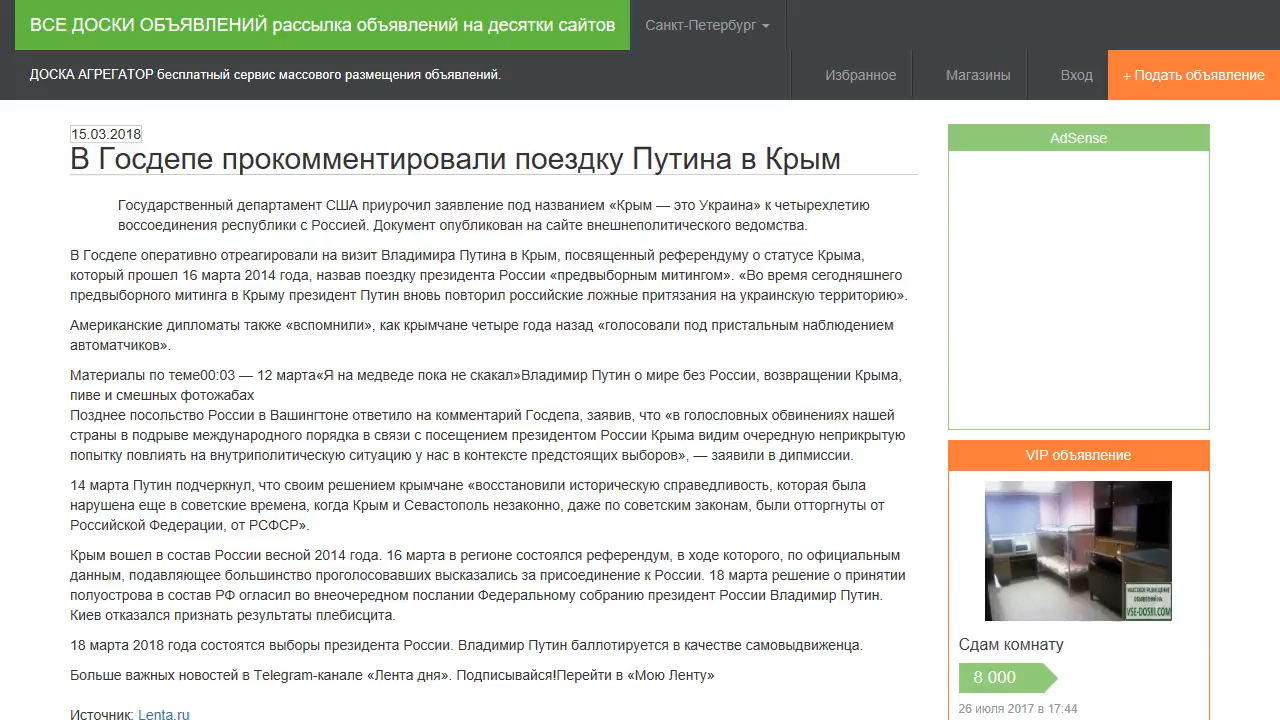 ВСЕ ДОСКИ ОБЪЯВЛЕНИЙ рассылка объявлений на десятки сайтов
Санкт-Петербург
ДОСКА АГРЕГАТОР бесплатный сервис массового размещения объявлений.
Избранное
Магазины
Вход
+ Подать объявление
15.03.2018
В Госдепе прокомментировали поездку Путина в Крым
Государственный департамент США приурочил заявление под названием «Крым — это Украина» к четырехлетию
воссоединения республики с Россией. Документ опубликован на сайте внешнеполитического ведомства.
В Госдепе оперативно отреагировали на визит Владимира Путина в Крым, посвященный референдуму о статусе Крыма,
который прошел 16 марта 2014 года, назвав поездку президента России «предвыборным митингом». «Во время сегодняшнего
предвыборного митинга в Крыму президент Путин вновь повторил российские ложные притязания на украинскую территорию».
Американские дипломаты также «вспомнили», как крымчане четыре года назад «голосовали под пристальным наблюдением
автоматчиков».
Материалы по теме00:03 — 12 марта«Я на медведе пока не скакал»Владимир Путин о мире без России, возвращении Крыма,
пиве и смешных фотожабах
Позднее посольство России в Вашингтоне ответило на комментарий Госдепа, заявив, что «в голословных обвинениях нашей
страны в подрыве международного порядка в связи с посещением президентом России Крыма видим очередную неприкрытую
попытку повлиять на внутриполитическую ситуацию у нас в контексте предстоящих выборов», — заявили в дипмиссии.
14 марта Путин подчеркнул, что своим решением крымчане «восстановили историческую справедливость, которая была
нарушена еще в советские времена, когда Крым и Севастополь незаконно, даже по советским законам, были отторгнуты от
Российской Федерации, от РСФСР».
Крым вошел в состав России весной 2014 года. 16 марта в регионе состоялся референдум, в ходе которого, по официальным
данным, подавляющее большинство проголосовавших высказались за присоединение к России. 18 марта решение о принятии
полуострова в состав РФ огласил во внеочередном послании Федеральному собранию президент России Владимир Путин.
Киев отказался признать результаты плебисцита.
18 марта 2018 года состоятся выборы президента России. Владимир Путин баллотируется в качестве самовыдвиженца.
Больше важных новостей в Telegram-канале «Лента дня». Подписывайся!Перейти в «Мою Ленту»
Источник: Lenta.ru
AdSense
VIP объявление
МАССОВОЕ РАЗМЕЩЕНИЕ
ОБЪЯВЛЕНИЙ НА
VSE-DOSKI.COM
Сдам комнату
8 000
26 июля 2017 в 17:44